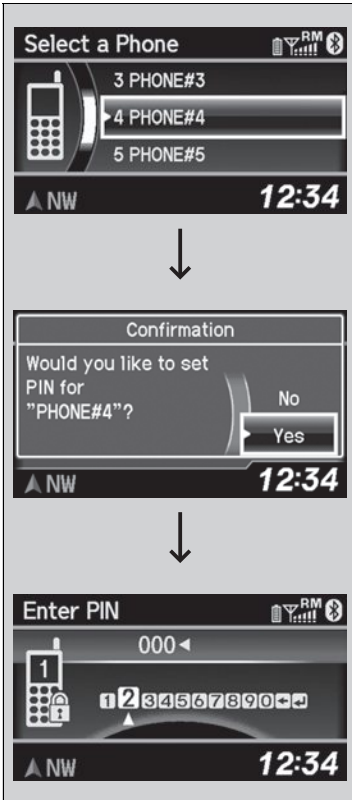 Select a Phone
RM
3 PHONE#3
4 PHONE#4
5 PHONE#5
NW
12:34
Confirmation
Would you like to set
PIN for
"PHONE#4"?
No
Yes
NW
12:34
Enter PIN
RM
000
1
1234567890
NW
12:34